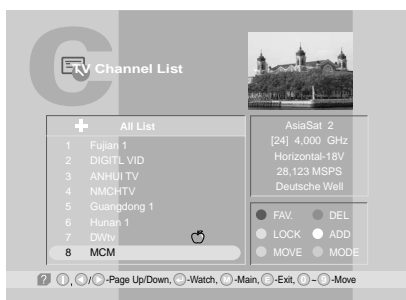 TV Channel List
All List
1 Fujian 1
2 DIGITL VID
3 ANHUI TV
4 NMCHTV
5 Guangdong 1
6 Hunan 1
7 DWtv
8 MCM
AsiaSat 2
[24] 4,000 GHz
Horizontal-18V
28,123 MSPS
Deutsche Well
FAV. DEL
LOCK ADD
MOVE MODE
? , / -Page Up/Down, -Watch, -Main, -Exit, ~ -Move